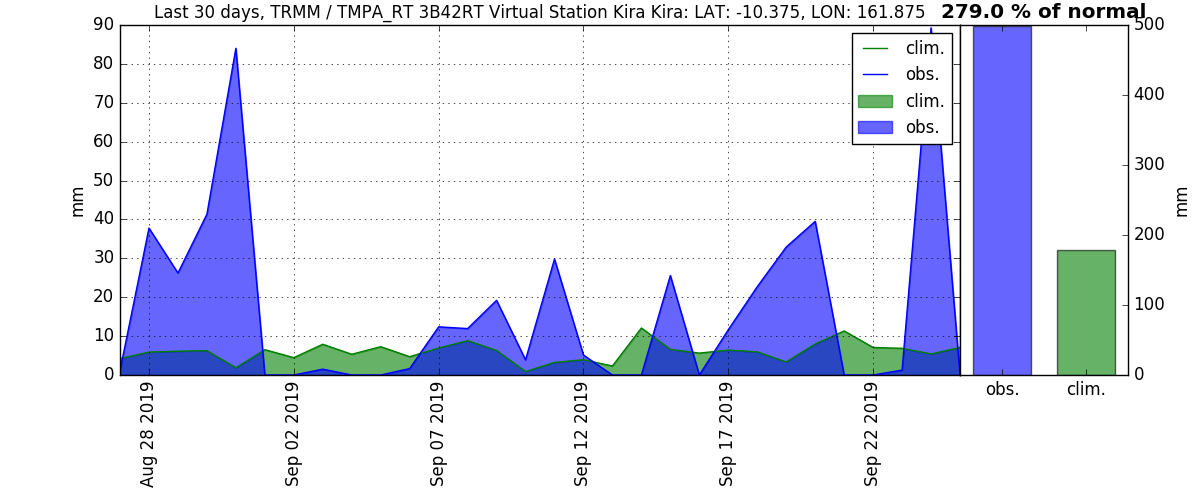 Last 30 days, TRMM / TMPA_RT 3B42RT Virtual Station Kira Kira: LAT: -10.375, LON: 161.875 279.0 % of normal
90
80
70
60
50
40
30
20
10
0
mm
clim.
obs.
clim.
obs.
500
400
300
200
100
0
mm
obs. clim.
Aug 28 2019
Sep 02 2019
Sep 07 2019
Sep 12 2019
Sep 17 2019
Sep 22 2019